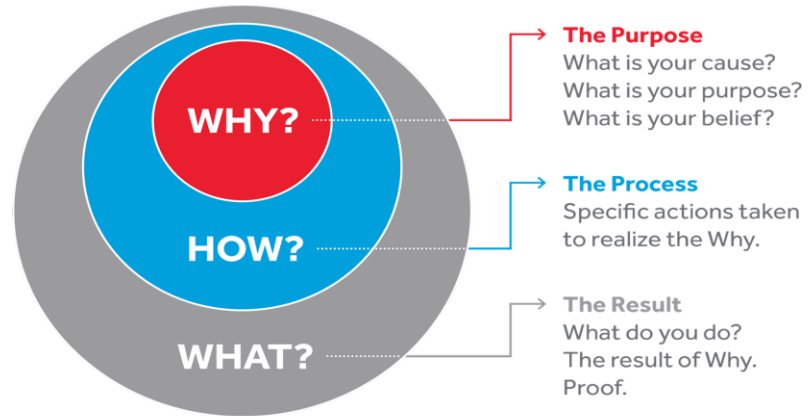 WHY?
The Purpose
What is your cause?
What is your purpose?
What is your belief?
HOW?
The Process
Specific actions taken
to realize the Why.
WHAT?
The Result
What do you do?
The result of Why.
Proof.